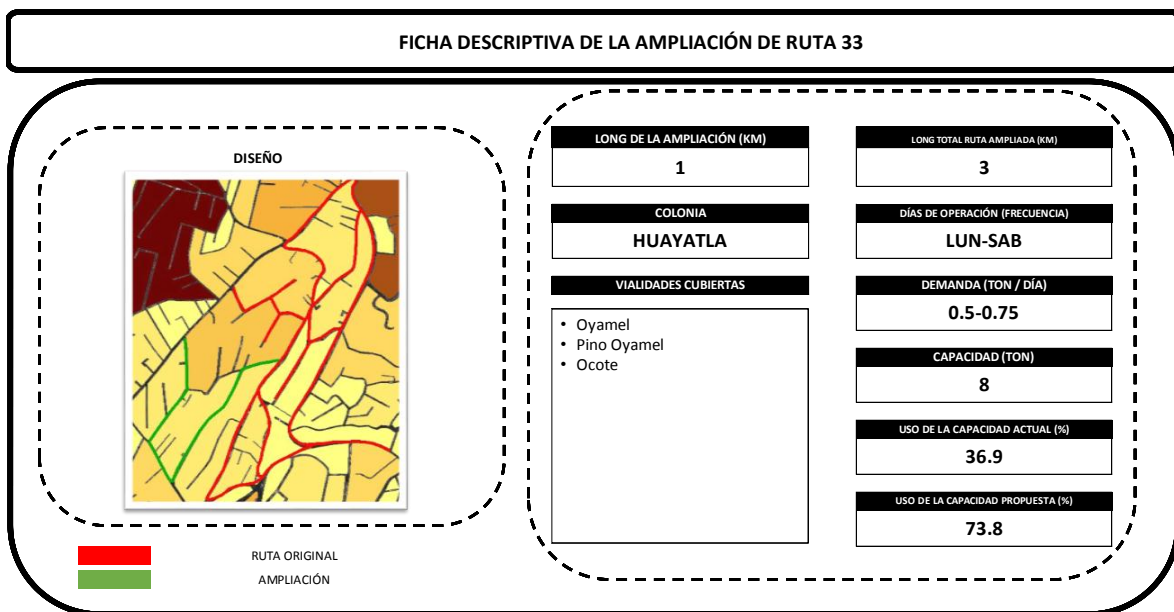 FICHA DESCRIPTIVA DE LA AMPLIACIÓN DE RUTA 33
DISEÑO
RUTA ORIGINAL
AMPLIACIÓN
LONG DE LA AMPLIACIÓN (KM)
1
COLONIA
HUAYATLA
VIALIDADES CUBIERTAS
• Oyamel
• Pino Oyamel
• Ocote
LONG TOTAL RUTA AMPLIADA (KM)
3
DÍAS DE OPERACIÓN (FRECUENCIA)
LUN-SAB
DEMANDA (TON / DÍA)
0.5-0.75
CAPACIDAD (TON)
8
USO DE LA CAPACIDAD ACTUAL (%)
36.9
USO DE LA CAPACIDAD PROPUESTA (%)
73.8